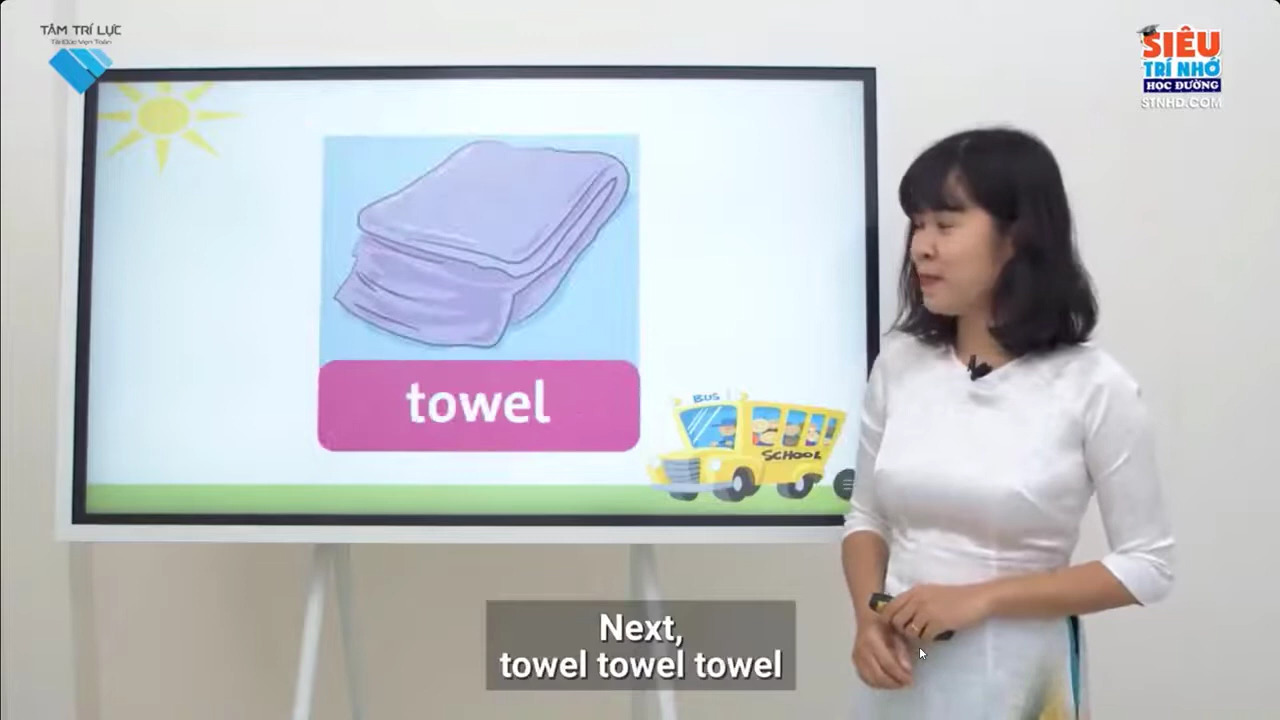 TÂM TRÍ LỰC
SIÊU
TRÍ NHỚ
HỌC ĐƯỜNG
STNHD.COM
towel
BUS
SCHOOL
Next,
towel towel towel